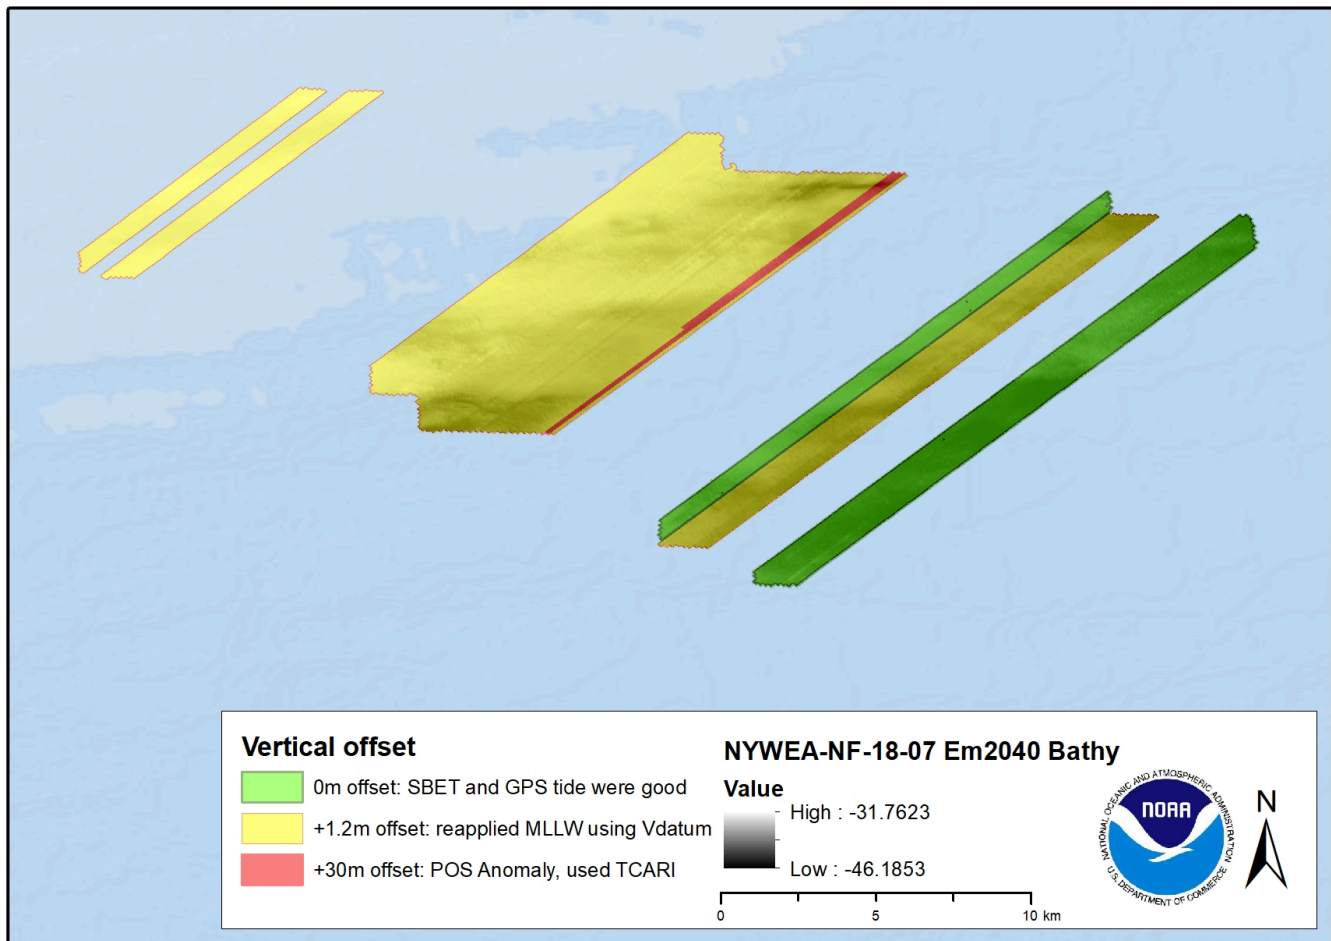 Vertical offset
0m offset: SBET and GPS tide were good
+1.2m offset: reapplied MLLW using Vdatum
+30m offset: POS Anomaly, used TCARI
NYWEA-NF-18-07 Em2040 Bathy
Value
High : -31.7623
Low : -46.1853
0 5 10 km
NATIONAL OCEANIC AND ATMOSPHERIC ADMINISTRATION
NOAA
U.S. DEPARTMENT OF COMMERCE
N